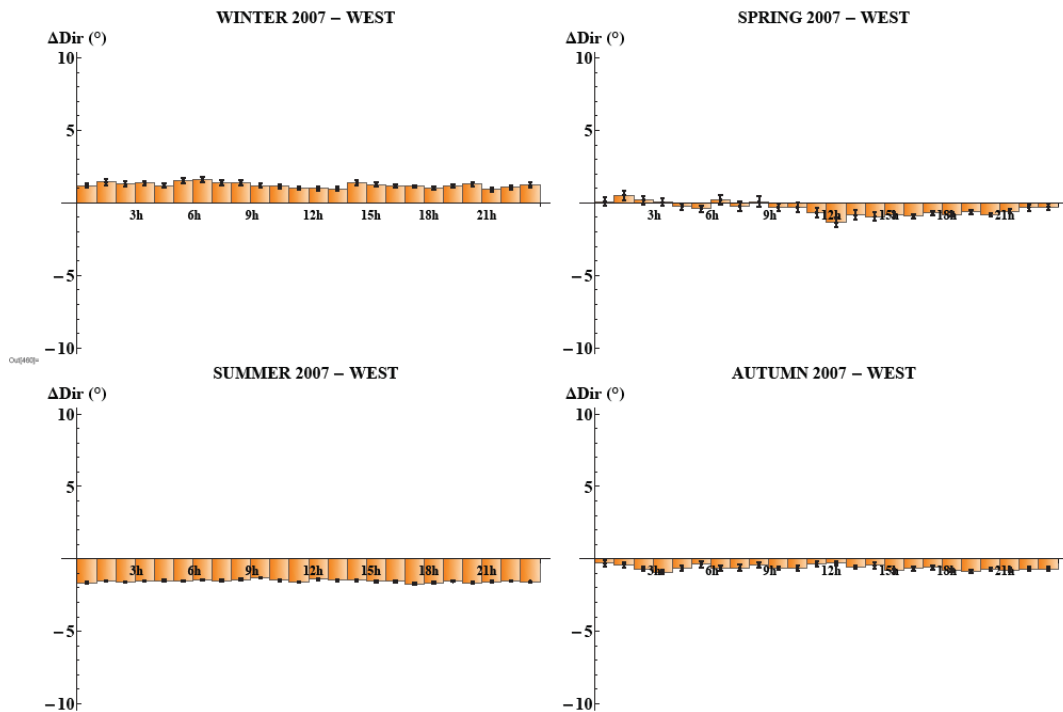 WINTER 2007 – WEST
ΔDir (°)
10
5
3h 6h 9h 12h 15h 18h 21h
−5
−10
SPRING 2007 – WEST
ΔDir (°)
10
5
3h 6h 9h 12h 15h 18h 21h
−5
−10
Out[460]=
SUMMER 2007 – WEST
ΔDir (°)
10
5
3h 6h 9h 12h 15h 18h 21h
−5
−10
AUTUMN 2007 – WEST
ΔDir (°)
10
5
3h 6h 9h 12h 15h 18h 21h
−5
−10